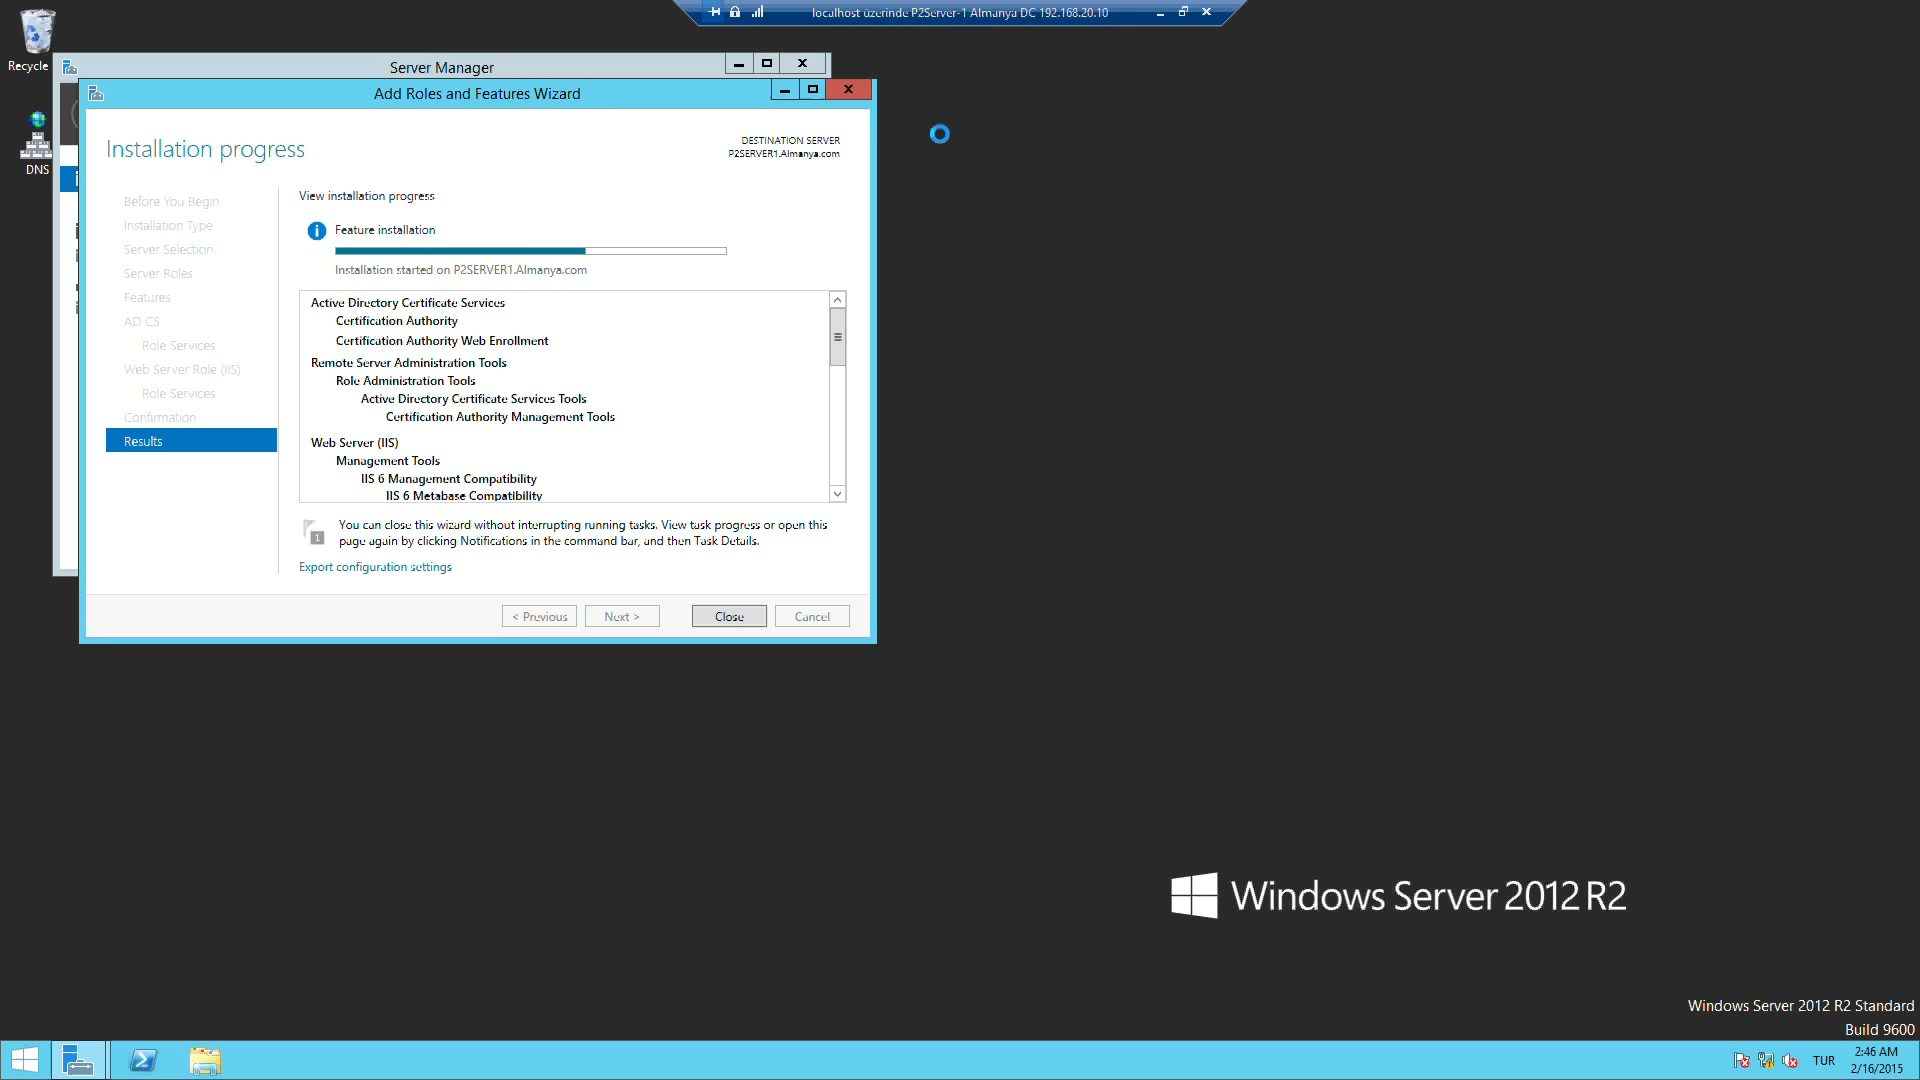 localhost üzerinde P2Server-1 Almanya DC 192.168.20.10
Recycle
DNS
Server Manager
Add Roles and Features Wizard
Installation progress
DESTINATION SERVER
P2SERVER1.Almanya.com
Before You Begin
Installation Type
Server Selection
Server Roles
Features
AD CS
Role Services
Web Server Role (IIS)
Role Services
Confirmation
Results
View installation progress
Feature installation
Installation started on P2SERVER1.Almanya.com
Active Directory Certificate Services
Certification Authority
Certification Authority Web Enrollment
Remote Server Administration Tools
Role Administration Tools
Active Directory Certificate Services Tools
Certification Authority Management Tools
Web Server (IIS)
Management Tools
IIS 6 Management Compatibility
IIS 6 Metabase Compatibility
1
You can close this wizard without interrupting running tasks. View task progress or open this
page again by clicking Notifications in the command bar, and then Task Details.
Export configuration settings
< Previous
Next >
Close
Cancel
Windows Server 2012 R2
Windows Server 2012 R2 Standard
Build 9600
TUR
2:46 AM
2/16/2015